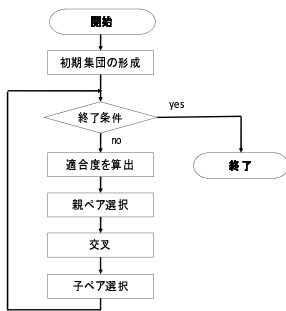 開始
初期集団の形成
終了条件
yes
no
適合度を算出
終了
親ペア選択
交叉
子ペア選択